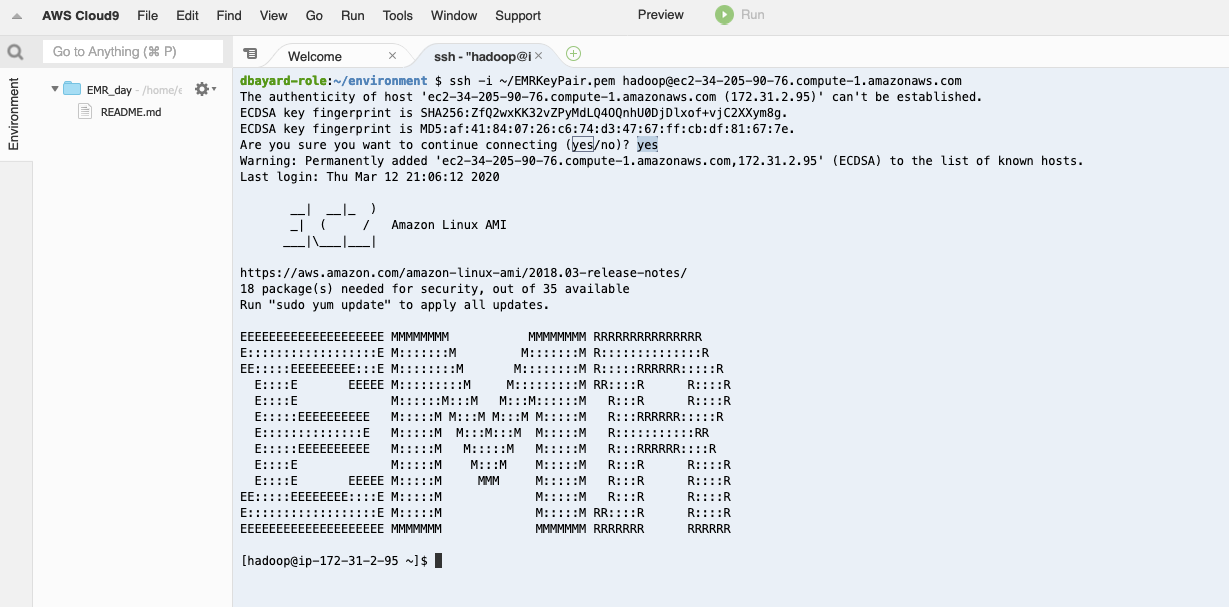 AWS Cloud9 File Edit Find View Go Run Tools Window Support Preview Run
Go to Anything (⌘ P)
Welcome
ssh - "hadoop@i
Environment
EMR_day - /home/e
README.md
dbayard-role:~/environment $ ssh -i ~/EMRKeyPair.pem hadoop@ec2-34-205-90-76.compute-1.amazonaws.com
The authenticity of host 'ec2-34-205-90-76.compute-1.amazonaws.com (172.31.2.95)' can't be established.
ECDSA key fingerprint is SHA256:ZfQ2wxKK32vZPyMdLQ4OQnhU0DjDlxof+vjC2XXym8g.
ECDSA key fingerprint is MD5:af:41:84:07:26:c6:74:d3:47:67:ff:cb:df:81:67:7e.
Are you sure you want to continue connecting (yes/no)? yes
Warning: Permanently added 'ec2-34-205-90-76.compute-1.amazonaws.com,172.31.2.95' (ECDSA) to the list of known hosts.
Last login: Thu Mar 12 21:06:12 2020

       __|  __|_  )
       _|  (     /   Amazon Linux AMI
      ___|\___|___|

https://aws.amazon.com/amazon-linux-ami/2018.03-release-notes/
18 package(s) needed for security, out of 35 available
Run "sudo yum update" to apply all updates.

EEEEEEEEEEEEEEEEEEEE MMMMMMMM           MMMMMMMM RRRRRRRRRRRRRRR
E::::::::::::::::::E M:::::::M         M:::::::M R::::::::::::::R
EE:::::EEEEEEEEE:::E M::::::::M       M::::::::M R:::::RRRRRR:::::R
  E::::E       EEEEE M:::::::::M     M:::::::::M RR::::R      R::::R
  E::::E             M::::::M:::M   M:::M::::::M   R:::R      R::::R
  E:::::EEEEEEEEEE   M:::::M M:::M M:::M M:::::M   R:::RRRRRR:::::R
  E::::::::::::::E   M:::::M  M:::M:::M  M:::::M   R:::::::::::RR
  E:::::EEEEEEEEEE   M:::::M   M:::::M   M:::::M   R:::RRRRRR::::R
  E::::E             M:::::M    M:::M    M:::::M   R:::R      R::::R
  E::::E       EEEEE M:::::M     MMM     M:::::M   R:::R      R::::R
EE:::::EEEEEEEE::::E M:::::M             M:::::M   R:::R      R::::R
E::::::::::::::::::E M:::::M             M:::::M RR::::R      R::::R
EEEEEEEEEEEEEEEEEEEE MMMMMMM             MMMMMMM RRRRRRR      RRRRRR

[hadoop@ip-172-31-2-95 ~]$